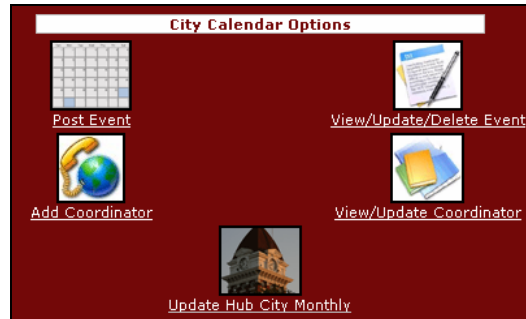 City Calendar Options
Post Event
View/Update/Delete Event
Add Coordinator
View/Update Coordinator
Update Hub City Monthly